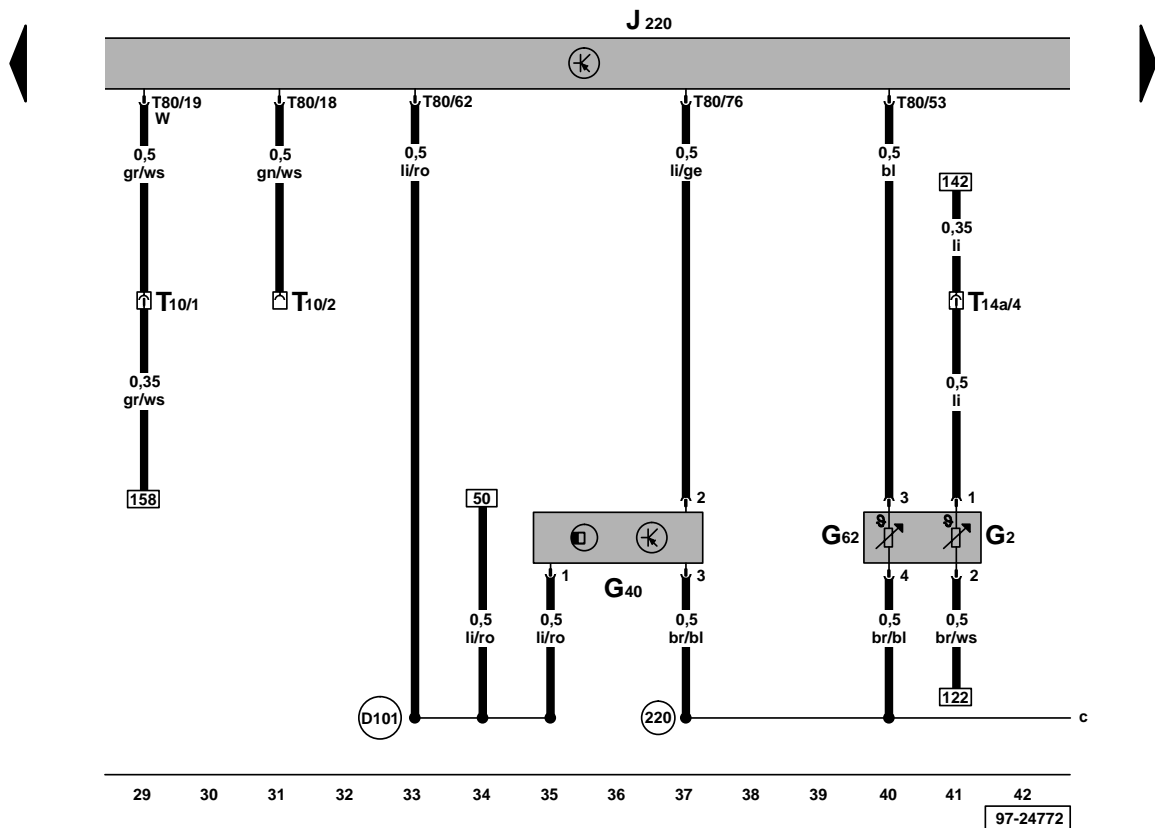 J 220
T80/19
W
T80/18
T80/62
T80/76
T80/53
0,5
gr/ws
0,5
gn/ws
0,5
li/ro
0,5
li/ge
0,5
bl
142
0,35
li
T10/1
T10/2
T14a/4
0,35
gr/ws
0,5
li
158
50
2
3
1
G62
G2
1
3
4
2
G40
0,5
li/ro
0,5
li/ro
0,5
br/bl
0,5
br/bl
0,5
br/ws
122
D101
220
c
29 30 31 32 33 34 35 36 37 38 39 40 41 42
97-24772